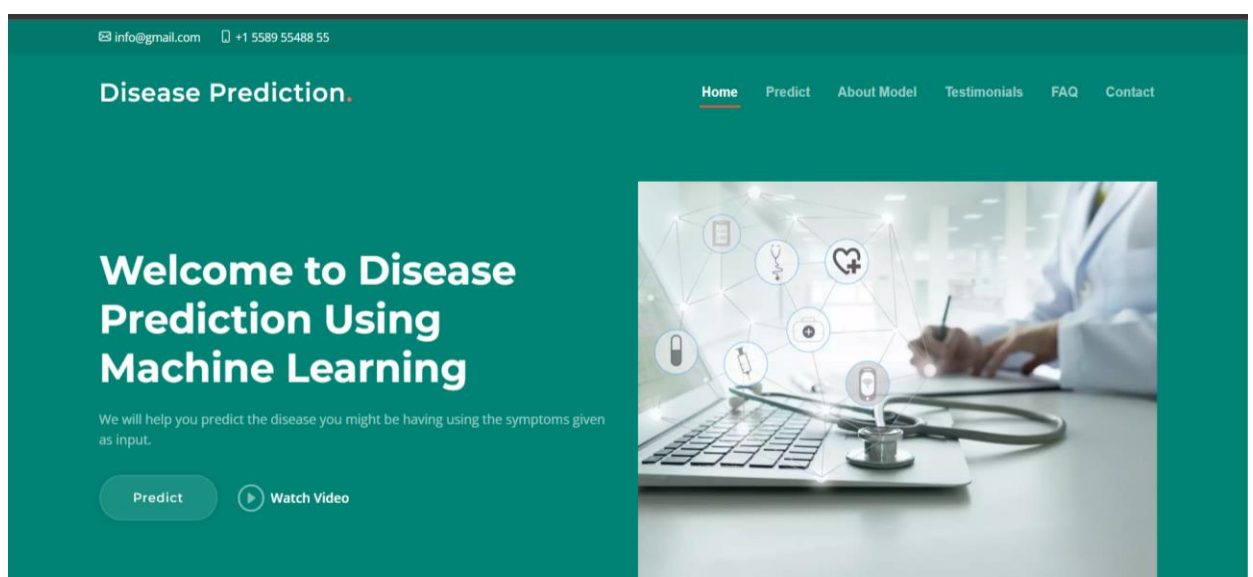 info@gmail.com +1 5589 55488 55
Disease Prediction.
Home Predict About Model Testimonials FAQ Contact
Welcome to Disease
Prediction Using
Machine Learning
We will help you predict the disease you might be having using the symptoms given
as input.
Predict Watch Video